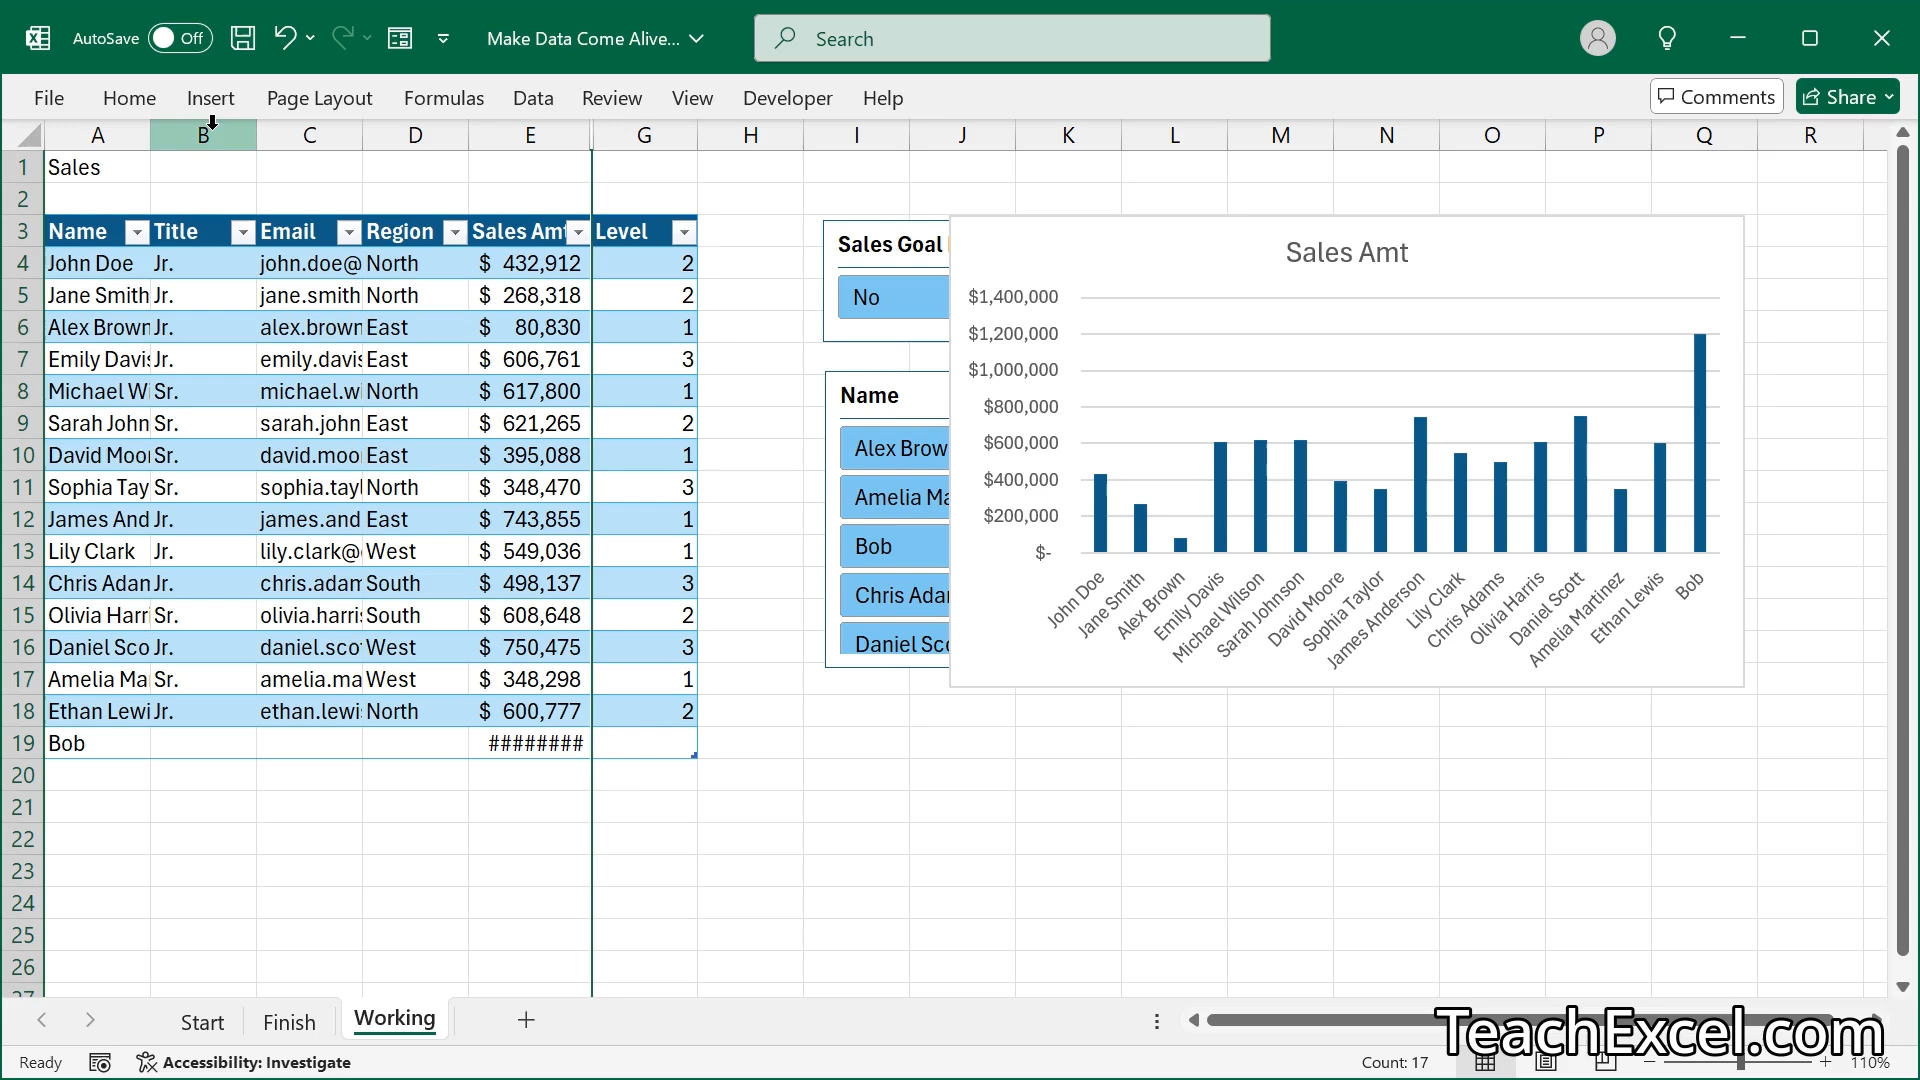 AutoSave Off Make Data Come Alive... Search
File Home Insert Page Layout Formulas Data Review View Developer Help Comments Share
A B C D E G H I J K L M N O P Q R
1 Sales
2
3 Name Title Email Region Sales Amt Level
4 John Doe Jr. john.doe@ North $ 432,912 2
5 Jane Smith Jr. jane.smith North $ 268,318 2
6 Alex Brown Jr. alex.brown East $ 80,830 1
7 Emily Davis Jr. emily.davis East $ 606,761 3
8 Michael Wi Sr. michael.wi North $ 617,800 1
9 Sarah John Sr. sarah.john East $ 621,265 2
10 David Moor Sr. david.moo East $ 395,088 1
11 Sophia Tay Sr. sophia.tayl North $ 348,470 3
12 James And Jr. james.and East $ 743,855 1
13 Lily Clark Jr. lily.clark@ West $ 549,036 1
14 Chris Adan Jr. chris.adam South $ 498,137 3
15 Olivia Harri Sr. olivia.harri South $ 608,648 2
16 Daniel Sco Jr. daniel.sco West $ 750,475 3
17 Amelia Ma Sr. amelia.ma West $ 348,298 1
18 Ethan Lewi Jr. ethan.lewi North $ 600,777 2
19 Bob ########
20
21
22
23
24
25
26
27
Sales Goal
No
Name
Alex Brow
Amelia Ma
Bob
Chris Adar
Daniel Sco
Sales Amt
$1,400,000
$1,200,000
$1,000,000
$800,000
$600,000
$400,000
$200,000
$-
John Doe
Jane Smith
Alex Brown
Emily Davis
Michael Wilson
Sarah Johnson
David Moore
Sophia Taylor
James Anderson
Lily Clark
Chris Adams
Olivia Harris
Daniel Scott
Amelia Martinez
Ethan Lewis
Bob
Start Finish Working
TeachExcel.com
Ready Accessibility: Investigate Count: 17 110%